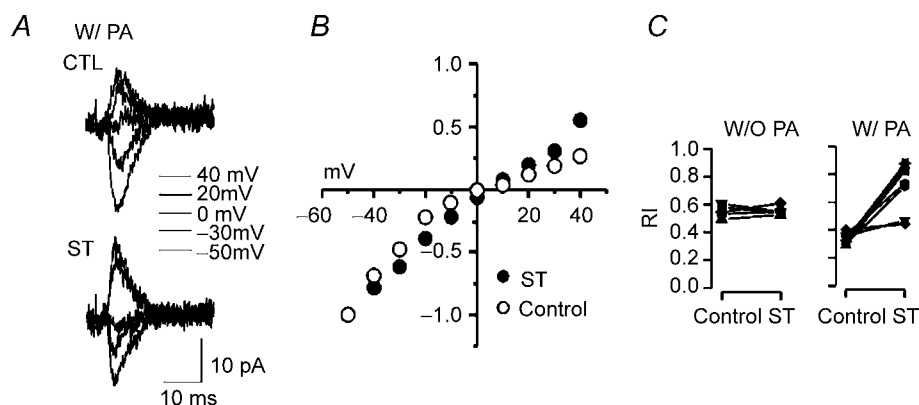 A
W/ PA
CTL
40 mV
20mV
0 mV
–30mV
–50mV
ST
10 pA
10 ms
B
1.0
0.5
mV
–60
–40
20
40
–0.5
–1.0
ST
Control
C
W/O PA
W/ PA
RI
1.0
0.8
0.6
0.4
0.2
0.0
Control ST
Control ST